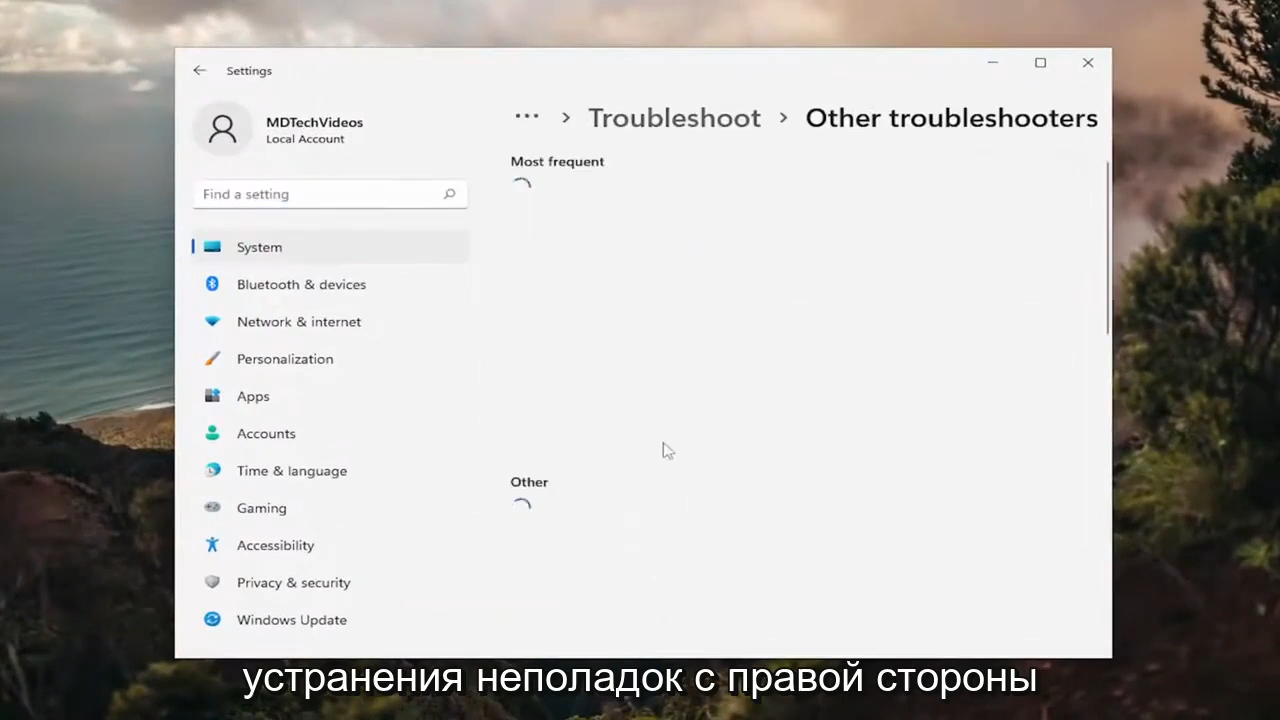 Settings
MDTechVideos
Local Account
Find a setting
System
Bluetooth & devices
Network & internet
Personalization
Apps
Accounts
Time & language
Gaming
Accessibility
Privacy & security
Windows Update
... > Troubleshoot > Other troubleshooters
Most frequent
Other
устранения неполадок с правой стороны